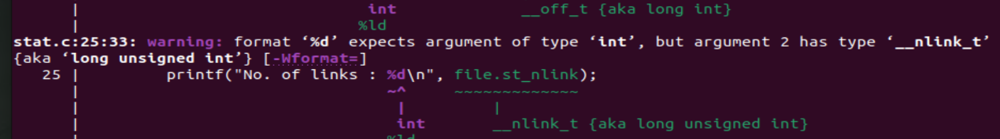 |                                  int               __off_t {aka long int}
      |                                 %ld
stat.c:25:33: warning: format ‘%d’ expects argument of type ‘int’, but argument 2 has type ‘__nlink_t’
{aka ‘long unsigned int’} [-Wformat=]
   25 |          printf("No. of links : %d\n", file.st_nlink);
      |                                 ~^     ~~~~~~~~~~~~~
      |                                  |         |
      |                                  int       __nlink_t {aka long unsigned int}
      |                                 %ld